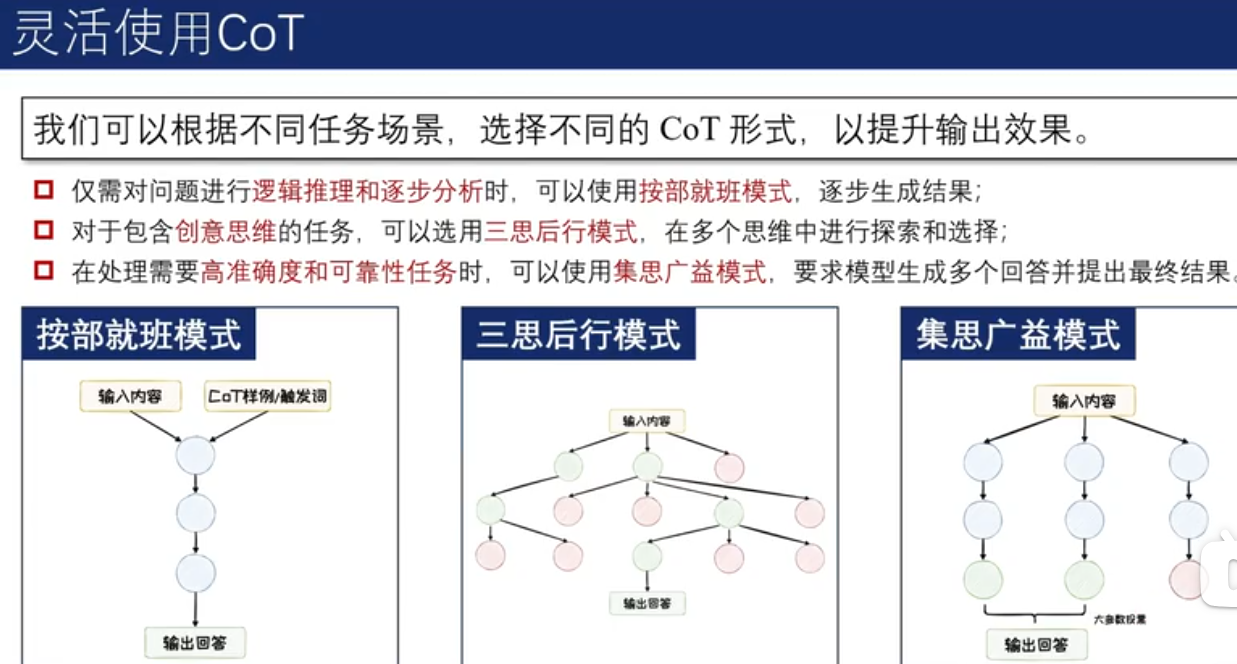 灵活使用CoT
我们可以根据不同任务场景，选择不同的 CoT 形式，以提升输出效果。
仅需对问题进行逻辑推理和逐步分析时，可以使用按部就班模式，逐步生成结果；
对于包含创意思维的任务，可以选用三思后行模式，在多个思维中进行探索和选择；
在处理需要高准确度和可靠性任务时，可以使用集思广益模式，要求模型生成多个回答并提出最终结果。
按部就班模式
输入内容
CoT样例/触发词
输出回答
三思后行模式
输入内容
输出回答
集思广益模式
输入内容
大多数投票
输出回答